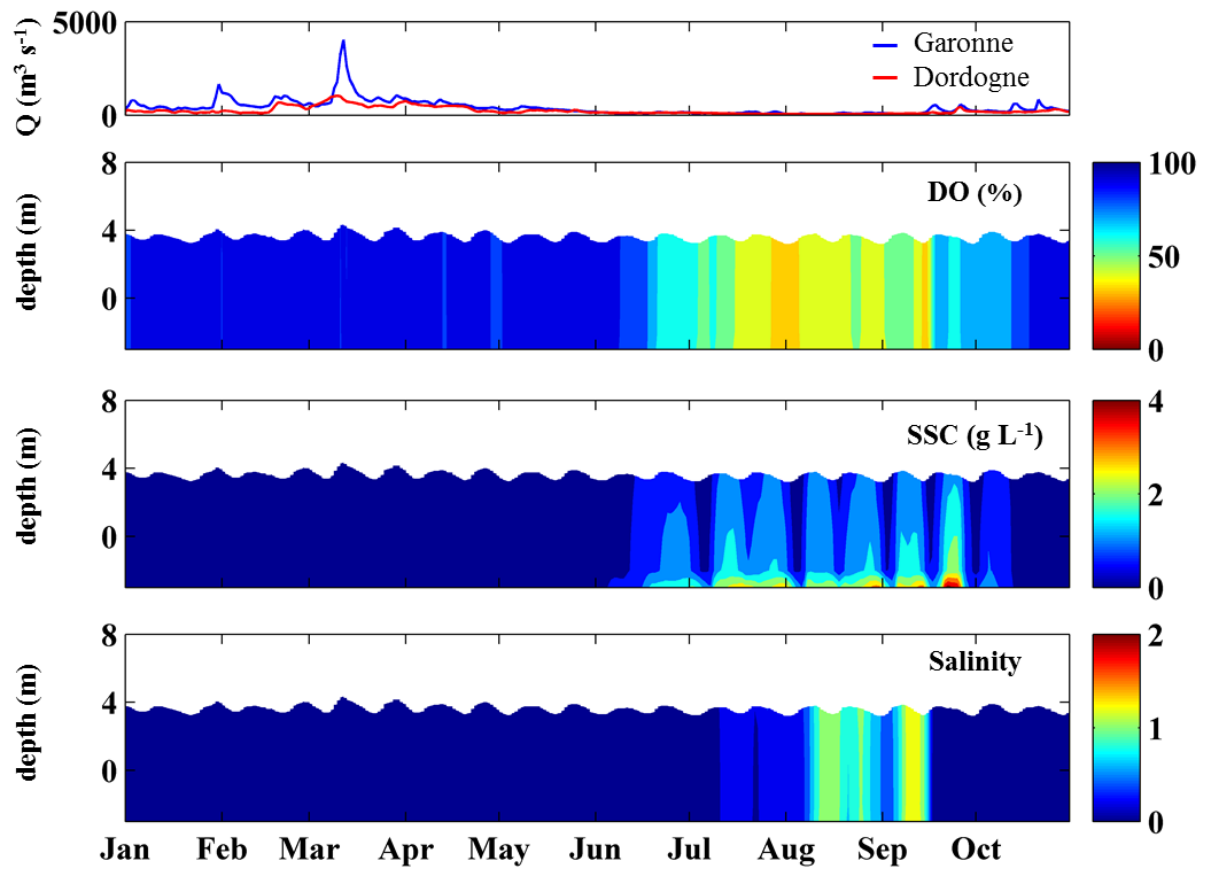 5000
0
Q (m³ s⁻¹)
Garonne
Dordogne
8
4
0
depth (m)
DO (%)
100
50
0
8
4
0
depth (m)
SSC (g L⁻¹)
4
2
0
8
4
0
depth (m)
Salinity
2
1
0
Jan Feb Mar Apr May Jun Jul Aug Sep Oct